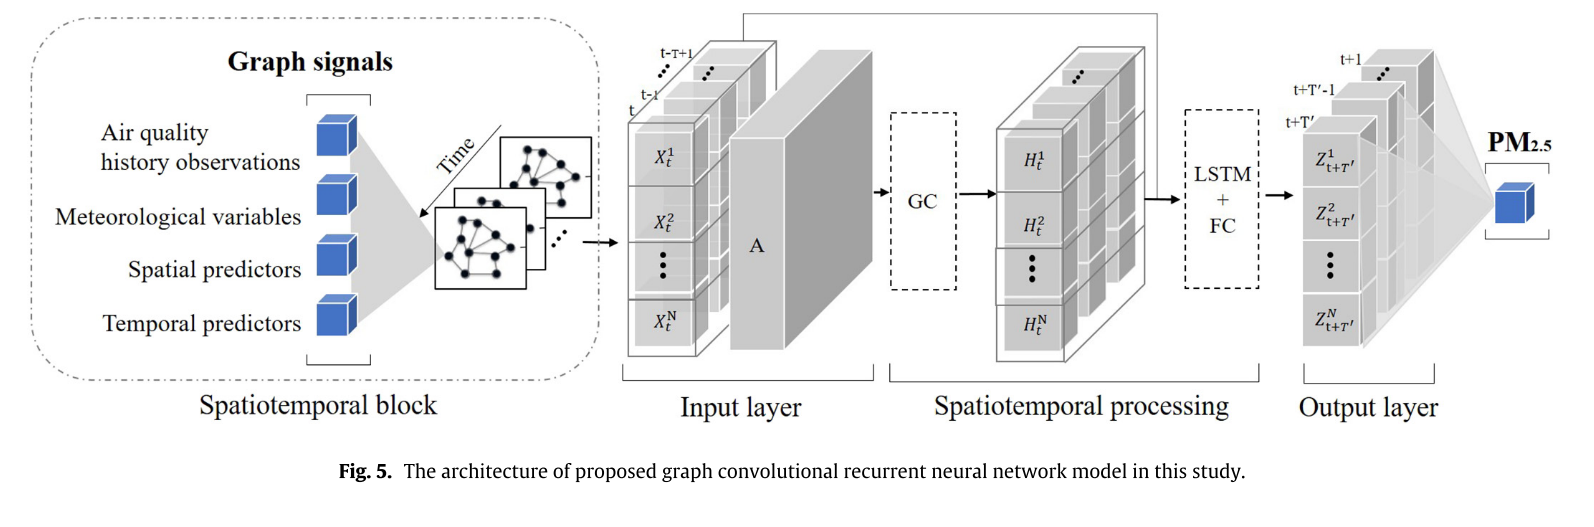 Graph signals
Air quality
history observations
Meteorological variables
Spatial predictors
Temporal predictors
Time
Spatiotemporal block
t-T+1
t-1
t
X_t^1
X_t^2
X_t^N
A
Input layer
GC
H_t^1
H_t^2
H_t^N
LSTM
+
FC
Spatiotemporal processing
t+1
t+T′-1
t+T′
Z_{t+T′}^1
Z_{t+T′}^2
Z_{t+T′}^N
Output layer
PM2.5
Fig. 5. The architecture of proposed graph convolutional recurrent neural network model in this study.